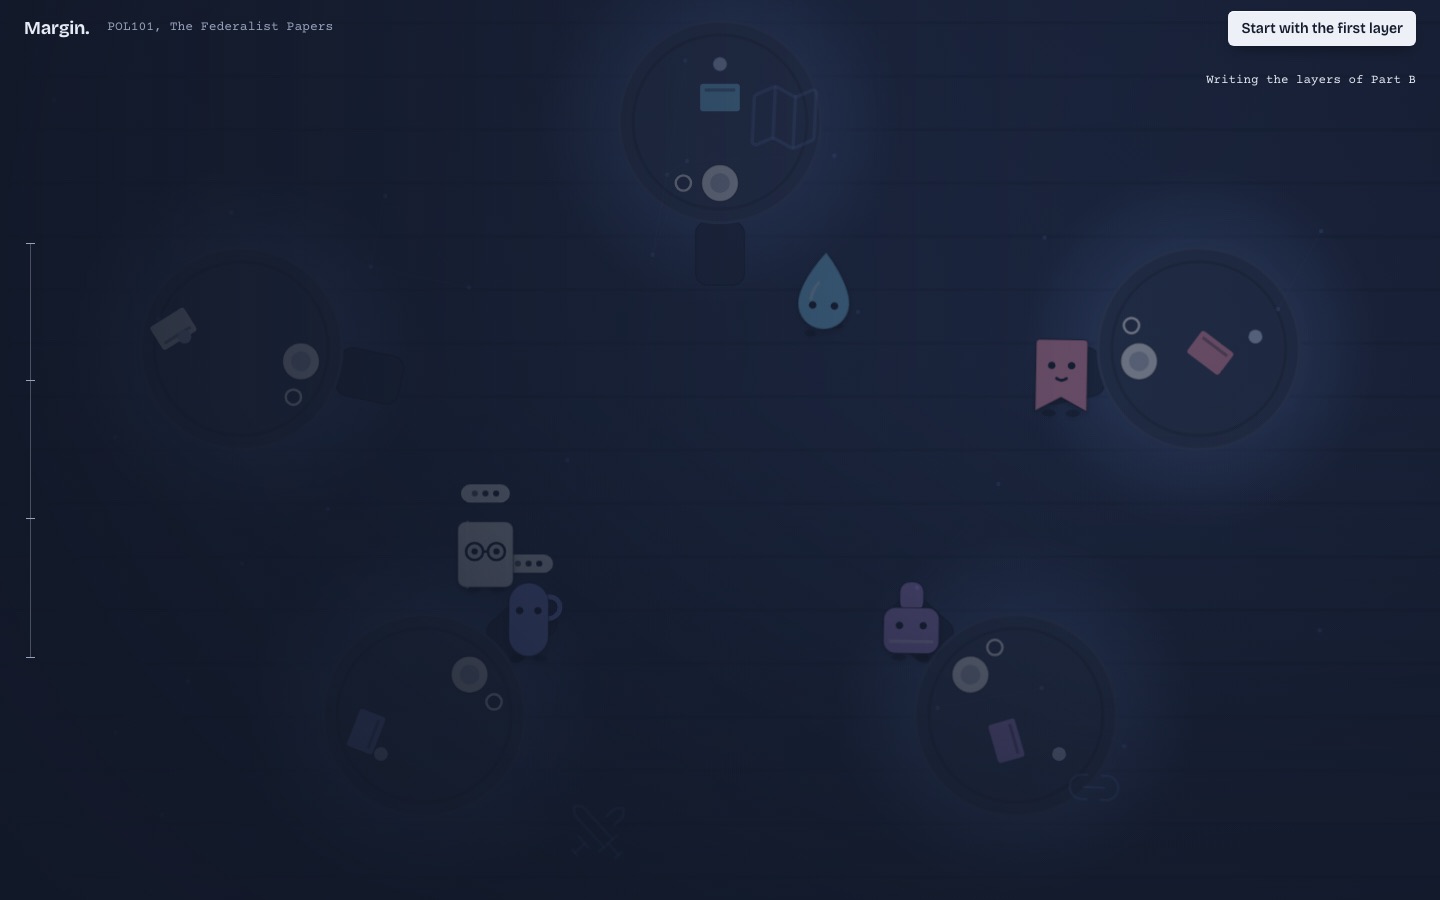 Margin.
POL101, The Federalist Papers
Start with the first layer
Writing the layers of Part B